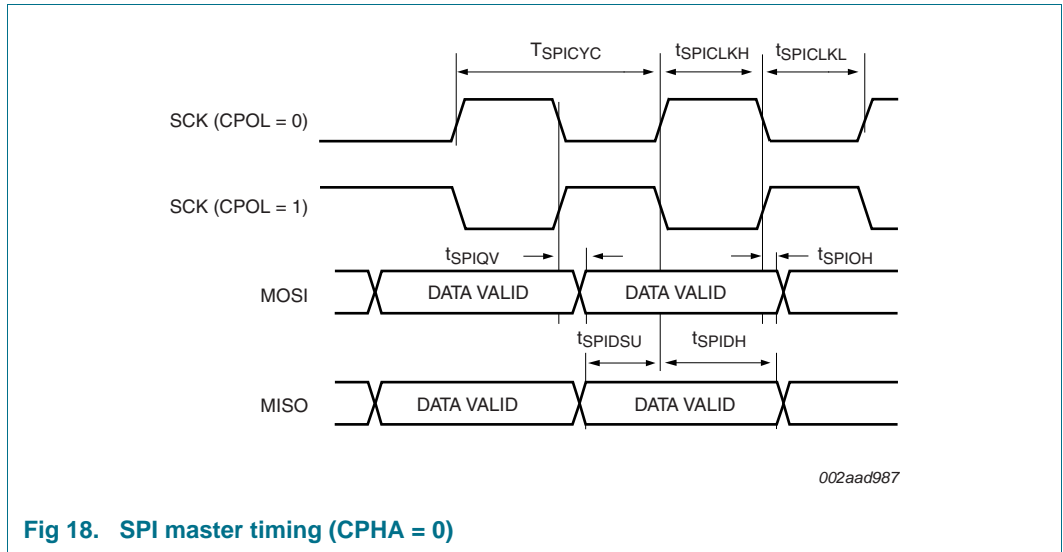 TSPICYC tSPICLKH tSPICLKL
SCK (CPOL = 0)
SCK (CPOL = 1)
tSPIQV tSPIOH
MOSI DATA VALID DATA VALID
tSPIDSU tSPIDH
MISO DATA VALID DATA VALID
002aad987
Fig 18. SPI master timing (CPHA = 0)